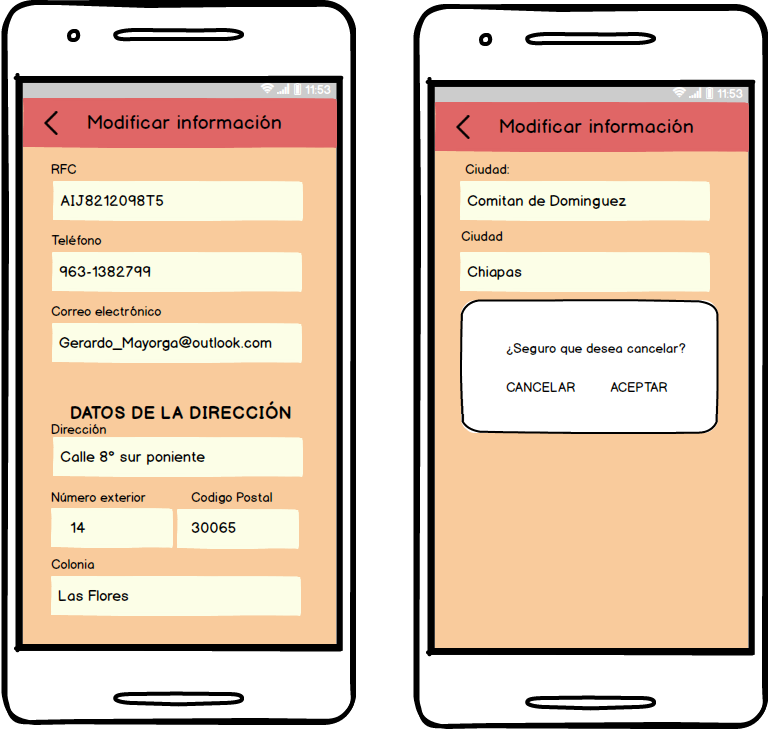 11:53
Modificar información
RFC
AIJ8212098T5
Teléfono
963-1382799
Correo electrónico
Gerardo_Mayorga@outlook.com
DATOS DE LA DIRECCIÓN
Dirección
Calle 8° sur poniente
Número exterior Codigo Postal
14 30065
Colonia
Las Flores
11:53
Modificar información
Ciudad:
Comitan de Dominguez
Ciudad
Chiapas
¿Seguro que desea cancelar?
CANCELAR ACEPTAR